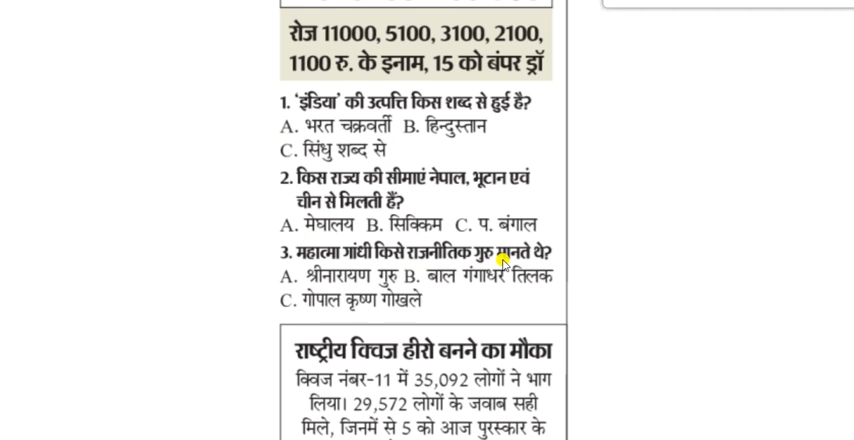 रोज 11000, 5100, 3100, 2100,
1100 रु. के इनाम, 15 को बंपर ड्रॉ
1. 'इंडिया' की उत्पत्ति किस शब्द से हुई है?
A. भरत चक्रवर्ती B. हिन्दुस्तान
C. सिंधु शब्द से
2. किस राज्य की सीमाएं नेपाल, भूटान एवं
चीन से मिलती हैं?
A. मेघालय B. सिक्किम C. प. बंगाल
3. महात्मा गांधी किसे राजनीतिक गुरु मानते थे?
A. श्रीनारायण गुरु B. बाल गंगाधर तिलक
C. गोपाल कृष्ण गोखले
राष्ट्रीय क्विज हीरो बनने का मौका
क्विज नंबर-11 में 35,092 लोगों ने भाग
लिया। 29,572 लोगों के जवाब सही
मिले, जिनमें से 5 को आज पुरस्कार के